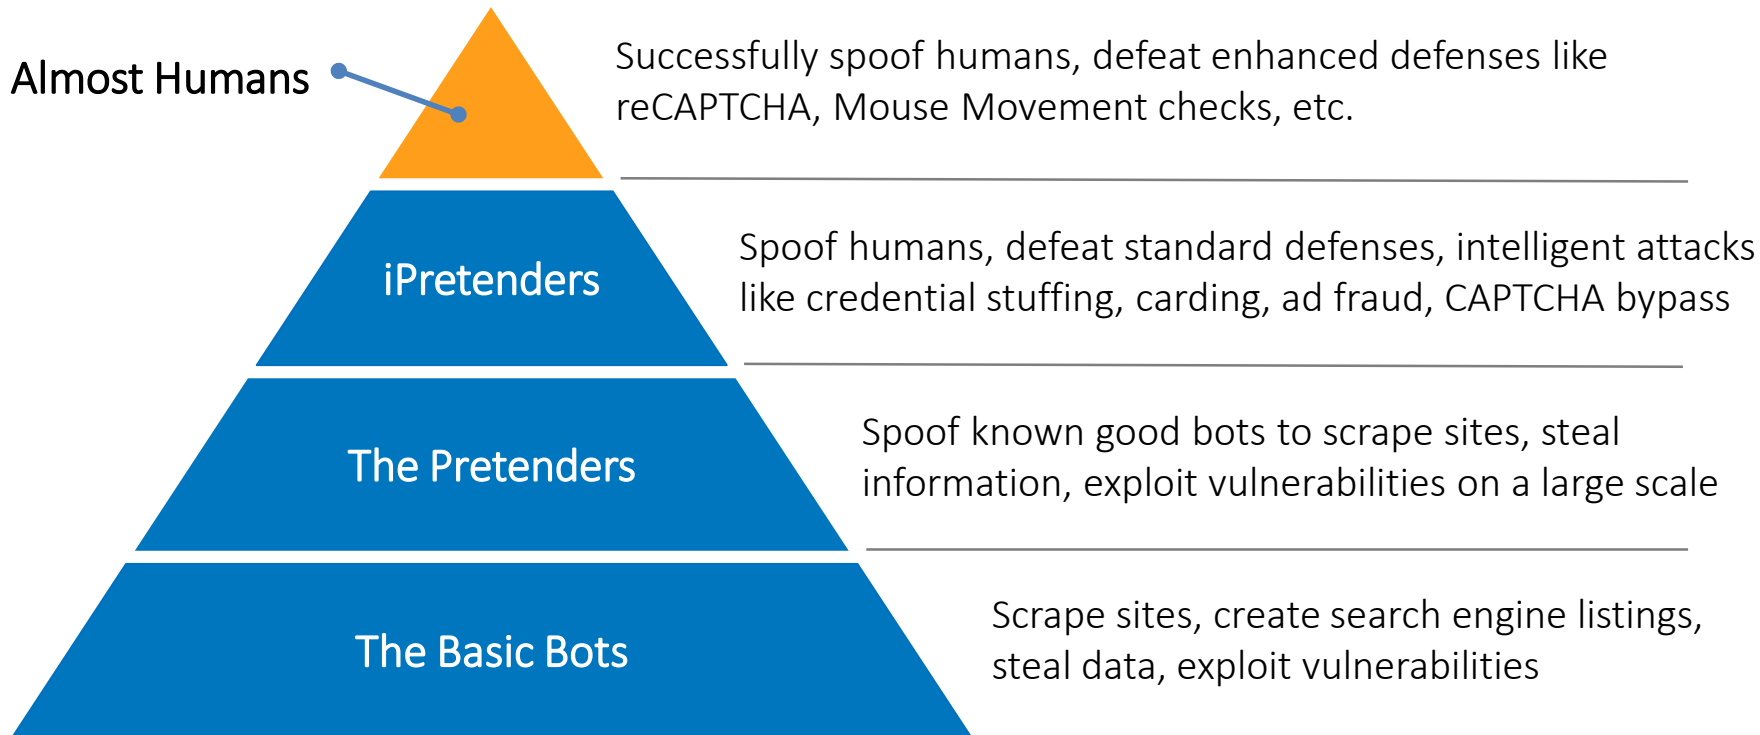 Almost Humans
Successfully spoof humans, defeat enhanced defenses like
reCAPTCHA, Mouse Movement checks, etc.
iPretenders
Spoof humans, defeat standard defenses, intelligent attacks
like credential stuffing, carding, ad fraud, CAPTCHA bypass
The Pretenders
Spoof known good bots to scrape sites, steal
information, exploit vulnerabilities on a large scale
The Basic Bots
Scrape sites, create search engine listings,
steal data, exploit vulnerabilities